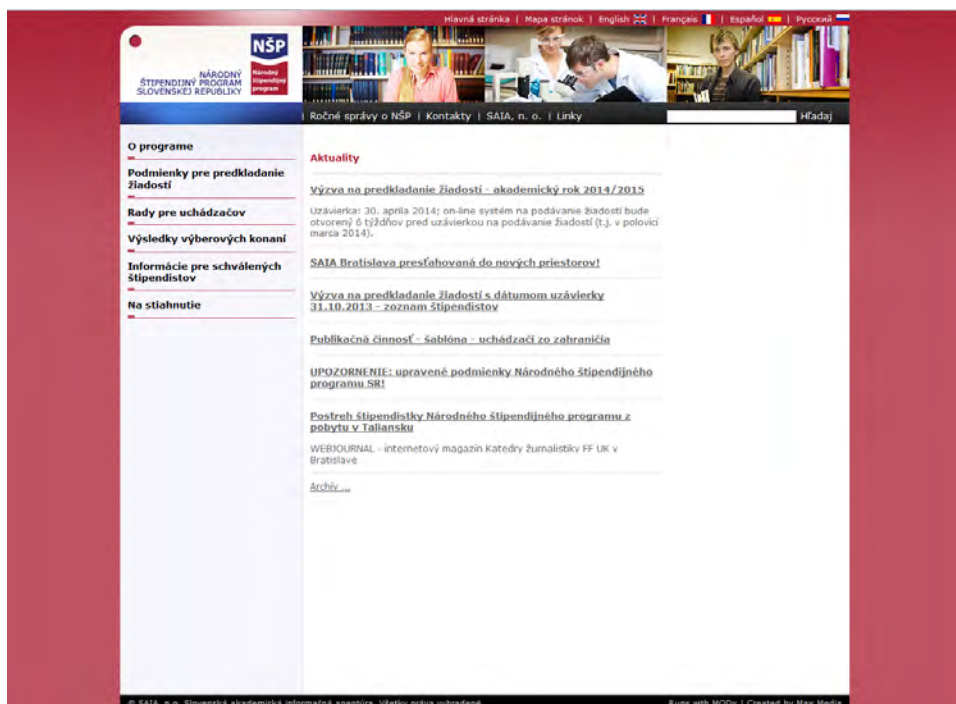 Hlavná stránka | Mapa stránok | English | Français | Español | Русский
NŠP
NÁRODNÝ
ŠTIPENDIJNÝ PROGRAM
SLOVENSKEJ REPUBLIKY
Národný
štipendijný
program
Ročné správy o NŠP | Kontakty | SAIA, n. o. | Linky
Hľadaj
O programe
Podmienky pre predkladanie
žiadostí
Rady pre uchádzačov
Výsledky výberových konaní
Informácie pre schválených
štipendistov
Na stiahnutie
Aktuality
Výzva na predkladanie žiadostí - akademický rok 2014/2015
Uzávierka: 30. apríla 2014; on-line systém na podávanie žiadostí bude
otvorený 6 týždňov pred uzávierkou na podávanie žiadostí (t.j. v polovici
marca 2014).
SAIA Bratislava presťahovaná do nových priestorov!
Výzva na predkladanie žiadostí s dátumom uzávierky
31.10.2013 - zoznam štipendistov
Publikačná činnosť - šablóna - uchádzači zo zahraničia
UPOZORNENIE: upravené podmienky Národného štipendijného
programu SR!
Postreh štipendistky Národného štipendijného programu z
pobytu v Taliansku
WEBJOURNAL - internetový magazín Katedry žurnalistiky FF UK v
Bratislave
Archív ...
© SAIA, n.o. Slovenská akademická informačná agentúra. Všetky práva vyhradené.
Runs with MODx | Created by Max Media